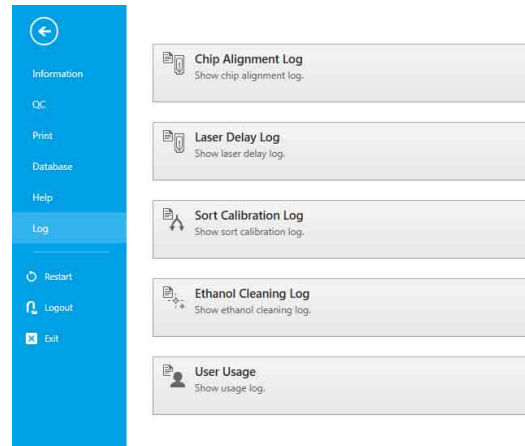 Information
QC
Print
Database
Help
Log
Restart
Logout
Exit
Chip Alignment Log
Show chip alignment log.
Laser Delay Log
Show laser delay log.
Sort Calibration Log
Show sort calibration log.
Ethanol Cleaning Log
Show ethanol cleaning log.
User Usage
Show usage log.